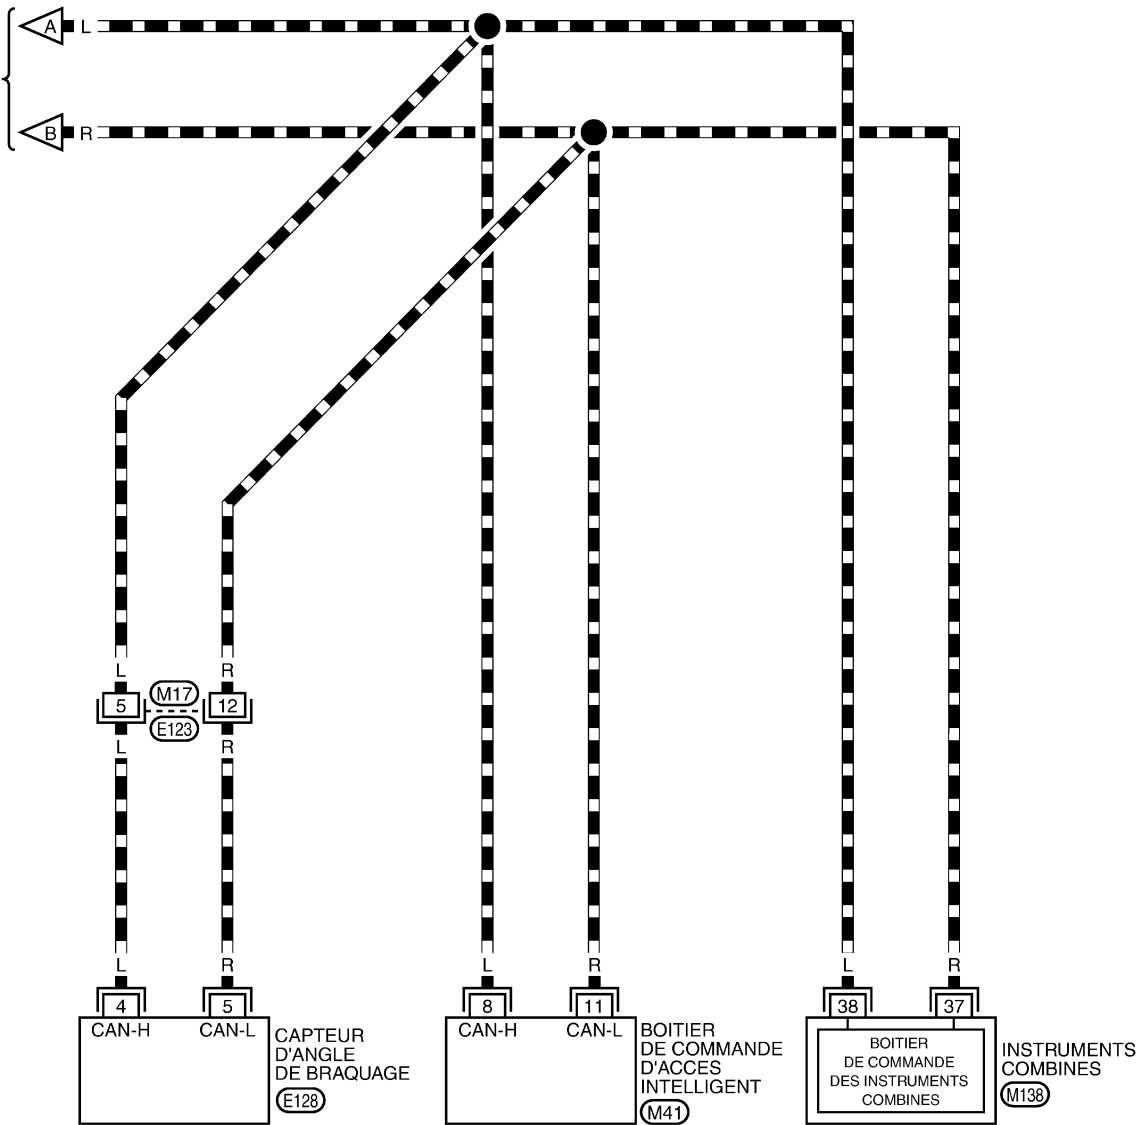 A L
B R
L R
5 M17 12
E123
L R
L R L R L R
4 5 8 11 38 37
CAN-H CAN-L CAN-H CAN-L
CAPTEUR
D'ANGLE
DE BRAQUAGE
E128
BOITIER
DE COMMANDE
D'ACCES
INTELLIGENT
M41
BOITIER
DE COMMANDE
DES INSTRUMENTS
COMBINES
INSTRUMENTS
COMBINES
M138